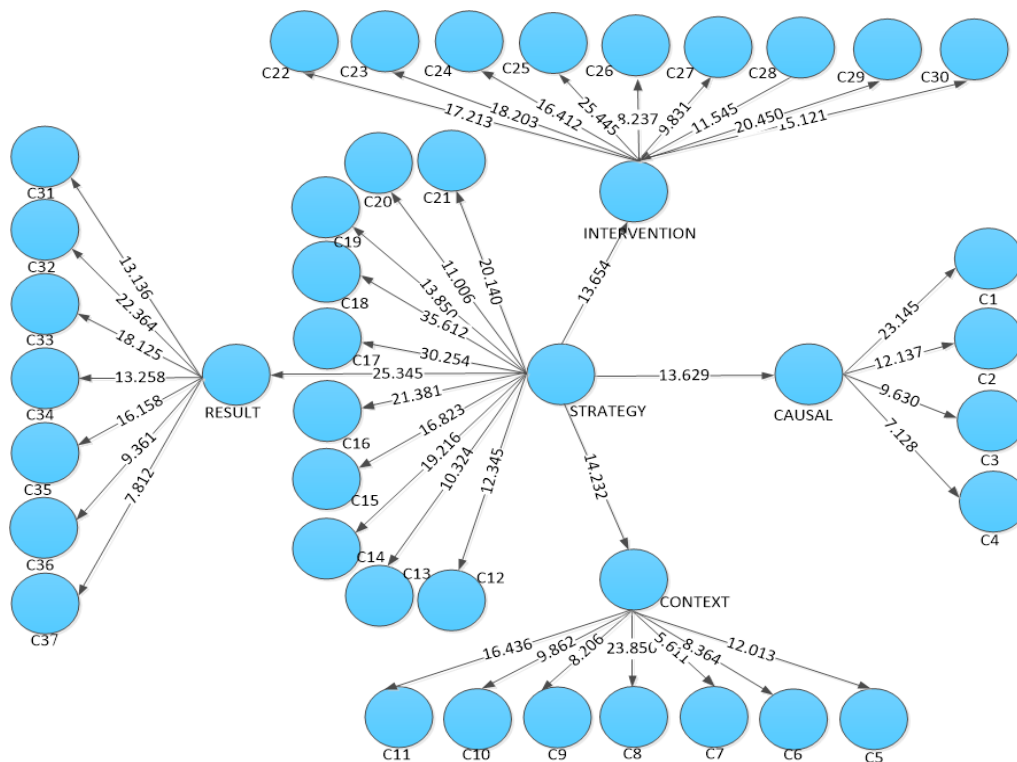 C22
C23
C24
C25
C26
C27
C28
C29
C30
17.213
18.203
16.412
25.445
8.237
9.831
11.545
20.450
15.121
INTERVENTION
C31
C32
C33
C34
C35
C36
C37
13.136
22.364
18.125
13.258
16.158
9.361
7.812
RESULT
C21
C20
C19
C18
C17
C16
C15
C14
C13
C12
20.140
11.006
13.850
35.612
30.254
25.345
21.381
16.823
19.216
10.324
12.345
13.654
STRATEGY
13.629
CAUSAL
23.145
12.137
9.630
7.128
C1
C2
C3
C4
14.232
CONTEXT
16.436
9.862
8.206
23.850
5.611
8.364
12.013
C11
C10
C9
C8
C7
C6
C5